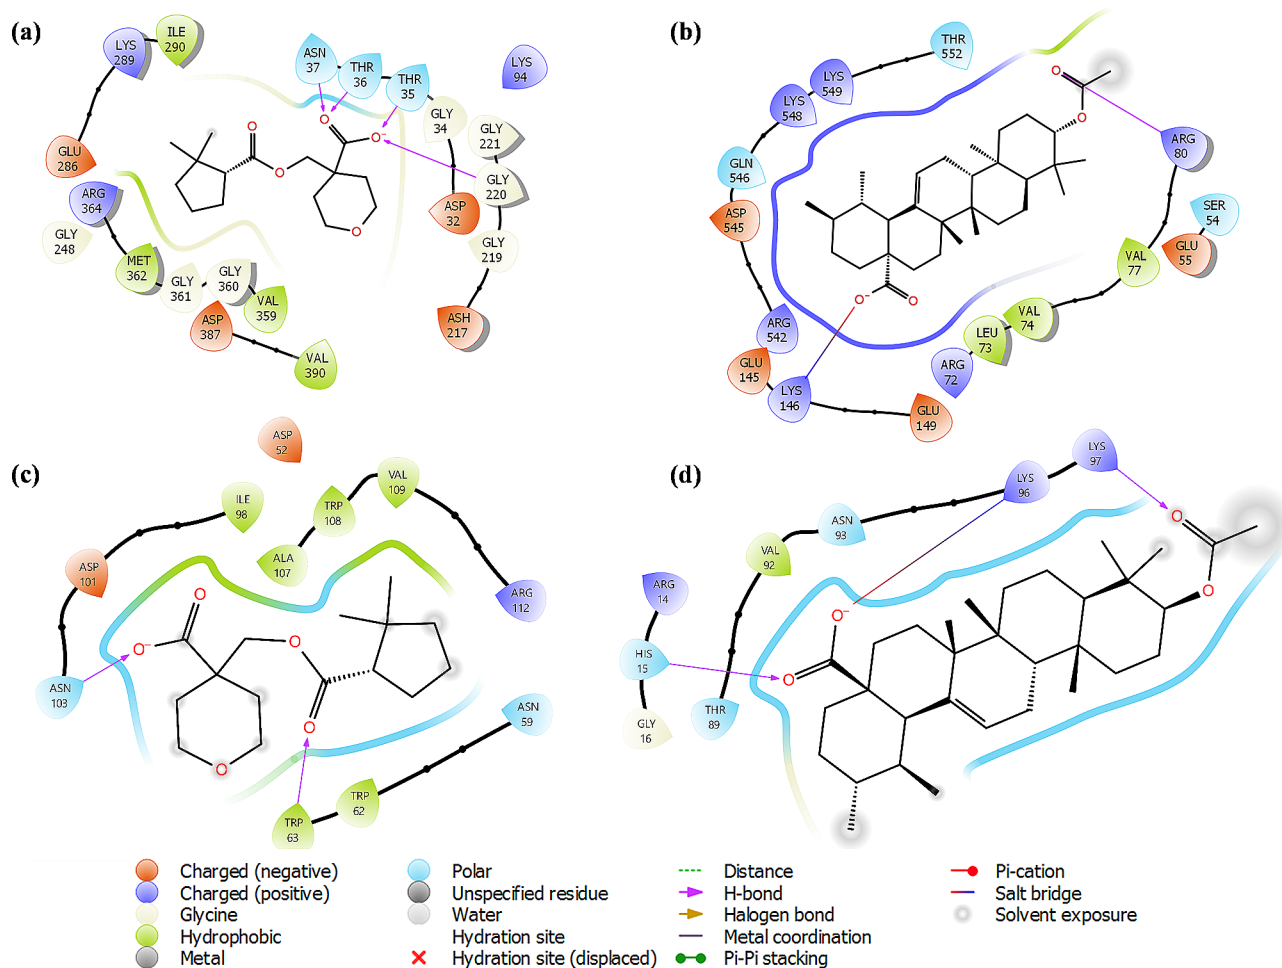 (a)
LYS
289
ILE
290
ASN
37
THR
36
THR
35
LYS
94
GLY
34
GLY
221
GLU
286
ARG
364
GLY
248
MET
362
GLY
361
GLY
360
VAL
359
ASP
387
VAL
390
GLY
220
ASP
32
GLY
219
ASH
217
O
O
O
O⁻
O
(b)
THR
552
LYS
549
LYS
548
GLN
546
ASP
545
ARG
542
GLU
145
LYS
146
GLU
149
ARG
72
LEU
73
VAL
74
VAL
77
GLU
55
SER
54
ARG
80
O
O
O⁻
O
(c)
ASP
52
ILE
98
TRP
108
VAL
109
ALA
107
ASP
101
ARG
112
ASN
103
ASN
59
TRP
62
TRP
63
O
O⁻
O
O
O
(d)
LYS
97
LYS
96
ASN
93
VAL
92
ARG
14
HIS
15
GLY
16
THR
89
O
O
O⁻
O
Charged (negative)
Charged (positive)
Glycine
Hydrophobic
Metal
Polar
Unspecified residue
Water
Hydration site
Hydration site (displaced)
Distance
H-bond
Halogen bond
Metal coordination
Pi-Pi stacking
Pi-cation
Salt bridge
Solvent exposure